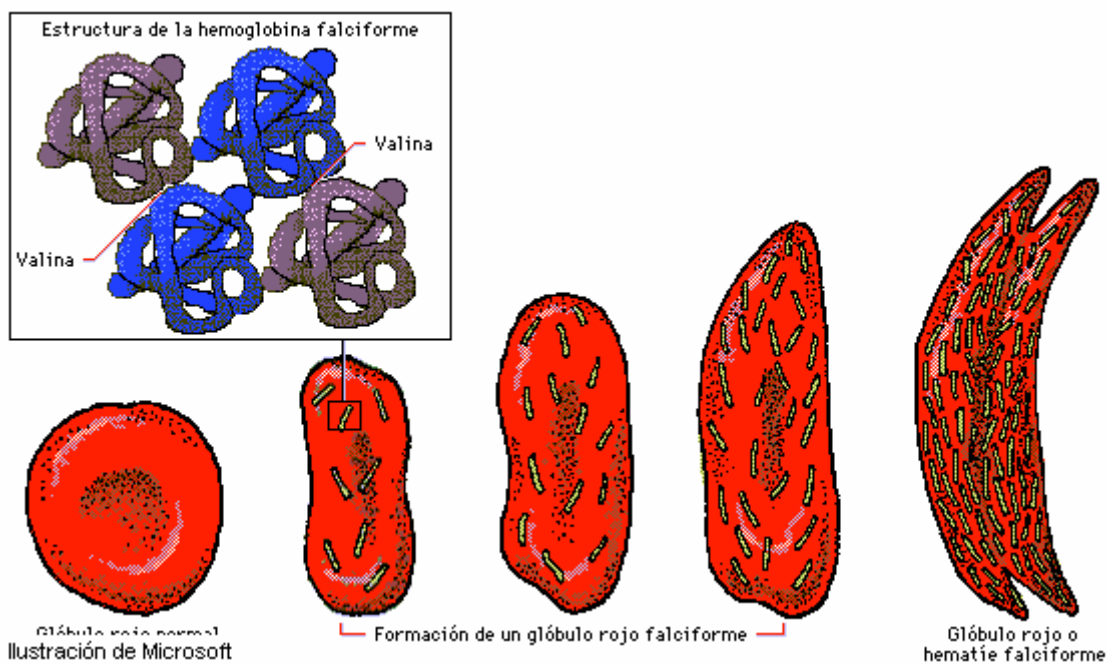 Estructura de la hemoglobina falciforme
Valina
Valina
Glóbulo rojo normal
Ilustración de Microsoft
Formación de un glóbulo rojo falciforme
Glóbulo rojo o
hematíe falciforme